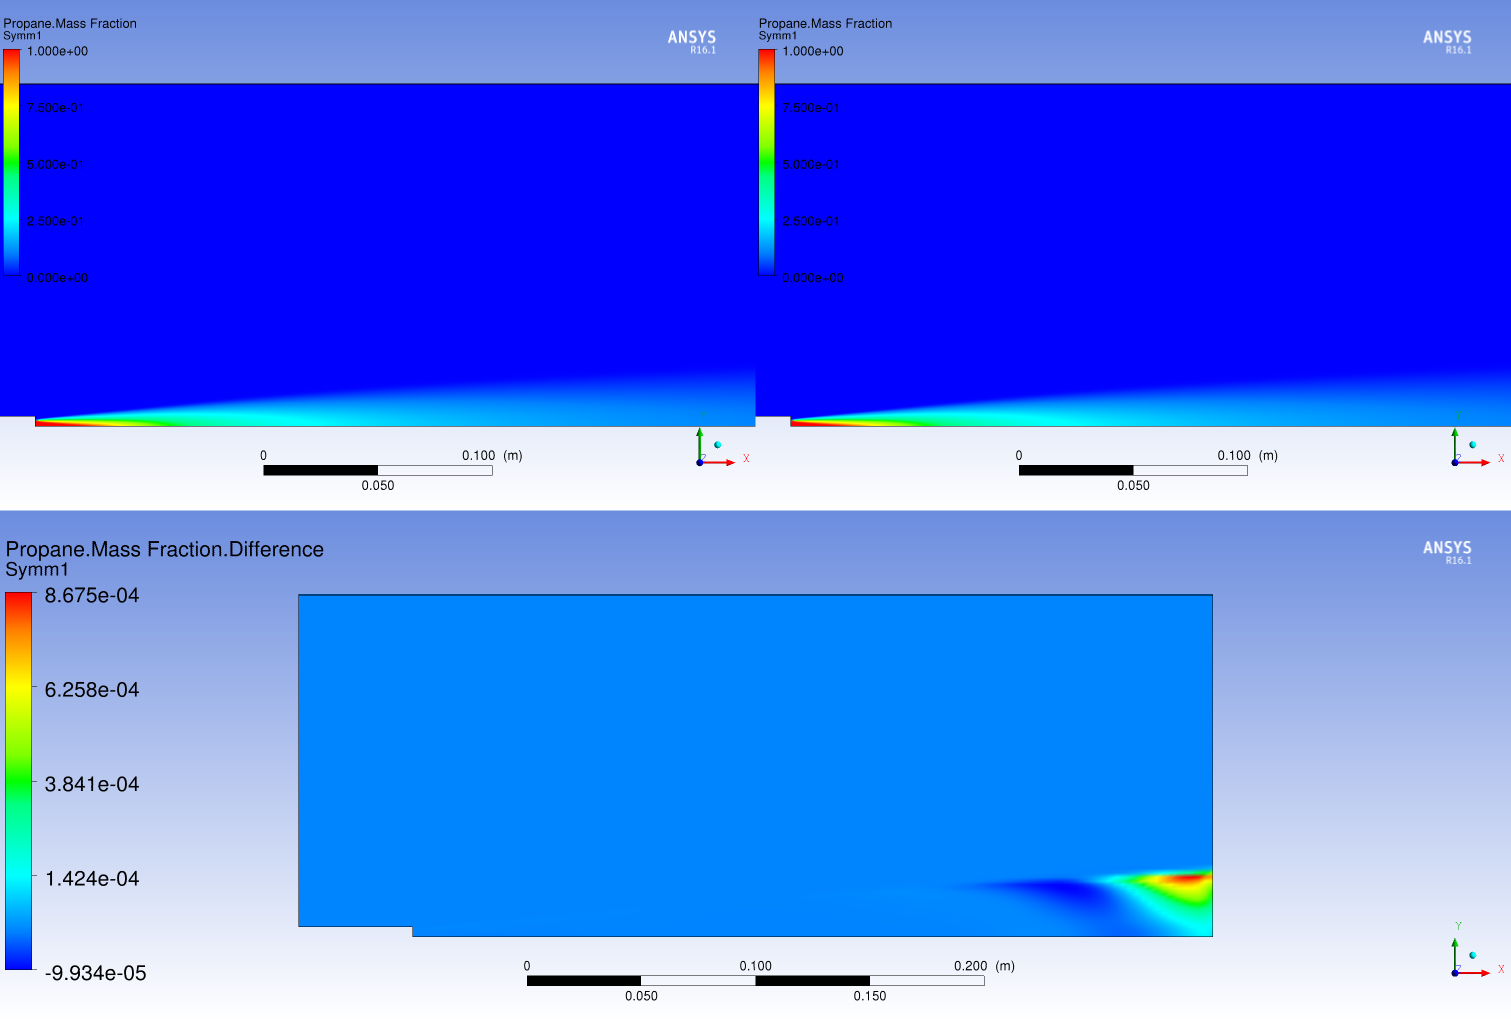 Propane.Mass Fraction
Symm1
1.000e+00
7.500e-01
5.000e-01
2.500e-01
0.000e+00
ANSYS
R16.1
0 0.100 (m)
0.050
Y
Z X
Propane.Mass Fraction
Symm1
1.000e+00
7.500e-01
5.000e-01
2.500e-01
0.000e+00
ANSYS
R16.1
0 0.100 (m)
0.050
Y
Z X
Propane.Mass Fraction.Difference
Symm1
8.675e-04
6.258e-04
3.841e-04
1.424e-04
-9.934e-05
ANSYS
R16.1
0 0.100 0.200 (m)
0.050 0.150
Y
Z X